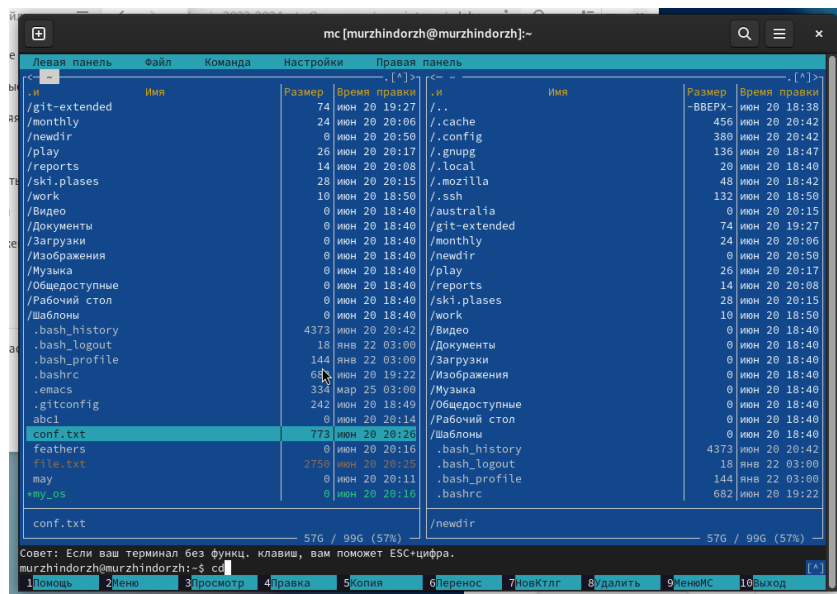 mc [murzhindorzh@murzhindorzh]:~
Левая панель Файл Команда Настройки Правая панель
<— ~ .[^]>
.и Имя Размер Время правки
/git-extended 74 июн 20 19:27
/monthly 24 июн 20 20:06
/newdir 0 июн 20 20:50
/play 26 июн 20 20:17
/reports 14 июн 20 20:08
/ski.plases 28 июн 20 20:15
/work 10 июн 20 18:50
/Видео 0 июн 20 18:40
/Документы 0 июн 20 18:40
/Загрузки 0 июн 20 18:40
/Изображения 0 июн 20 18:40
/Музыка 0 июн 20 18:40
/Общедоступные 0 июн 20 18:40
/Рабочий стол 0 июн 20 18:40
/Шаблоны 0 июн 20 18:40
.bash_history 4373 июн 20 20:42
.bash_logout 18 янв 22 03:00
.bash_profile 144 янв 22 03:00
.bashrc июн 20 19:22
.emacs 334 мар 25 03:00
.gitconfig 242 июн 20 18:49
abc1 0 июн 20 20:14
conf.txt 773 июн 20 20:26
feathers 0 июн 20 20:16
file.txt 2750 июн 20 20:25
may 0 июн 20 20:11
*my_os 0 июн 20 20:16
conf.txt
57G / 99G (57%)
<— ~ .[^]>
.и Имя Размер Время правки
/.. -ВВЕРХ- июн 20 18:38
/.cache 456 июн 20 20:42
/.config 380 июн 20 20:42
/.gnupg 136 июн 20 18:47
/.local 20 июн 20 18:40
/.mozilla 48 июн 20 18:42
/.ssh 132 июн 20 18:50
/australia 0 июн 20 20:15
/git-extended 74 июн 20 19:27
/monthly 24 июн 20 20:06
/newdir 0 июн 20 20:50
/play 26 июн 20 20:17
/reports 14 июн 20 20:08
/ski.plases 28 июн 20 20:15
/work 10 июн 20 18:50
/Видео 0 июн 20 18:40
/Документы 0 июн 20 18:40
/Загрузки 0 июн 20 18:40
/Изображения 0 июн 20 18:40
/Музыка 0 июн 20 18:40
/Общедоступные 0 июн 20 18:40
/Рабочий стол 0 июн 20 18:40
/Шаблоны 0 июн 20 18:40
.bash_history 4373 июн 20 20:42
.bash_logout 18 янв 22 03:00
.bash_profile 144 янв 22 03:00
.bashrc 682 июн 20 19:22
/newdir
57G / 99G (57%)
Совет: Если ваш терминал без функц. клавиш, вам поможет ESC+цифра.
murzhindorzh@murzhindorzh:~$ cd [^]
1Помощь 2Меню 3Просмотр 4Правка 5Копия 6Перенос 7НовКтлг 8Удалить 9МенюMC 10Выход